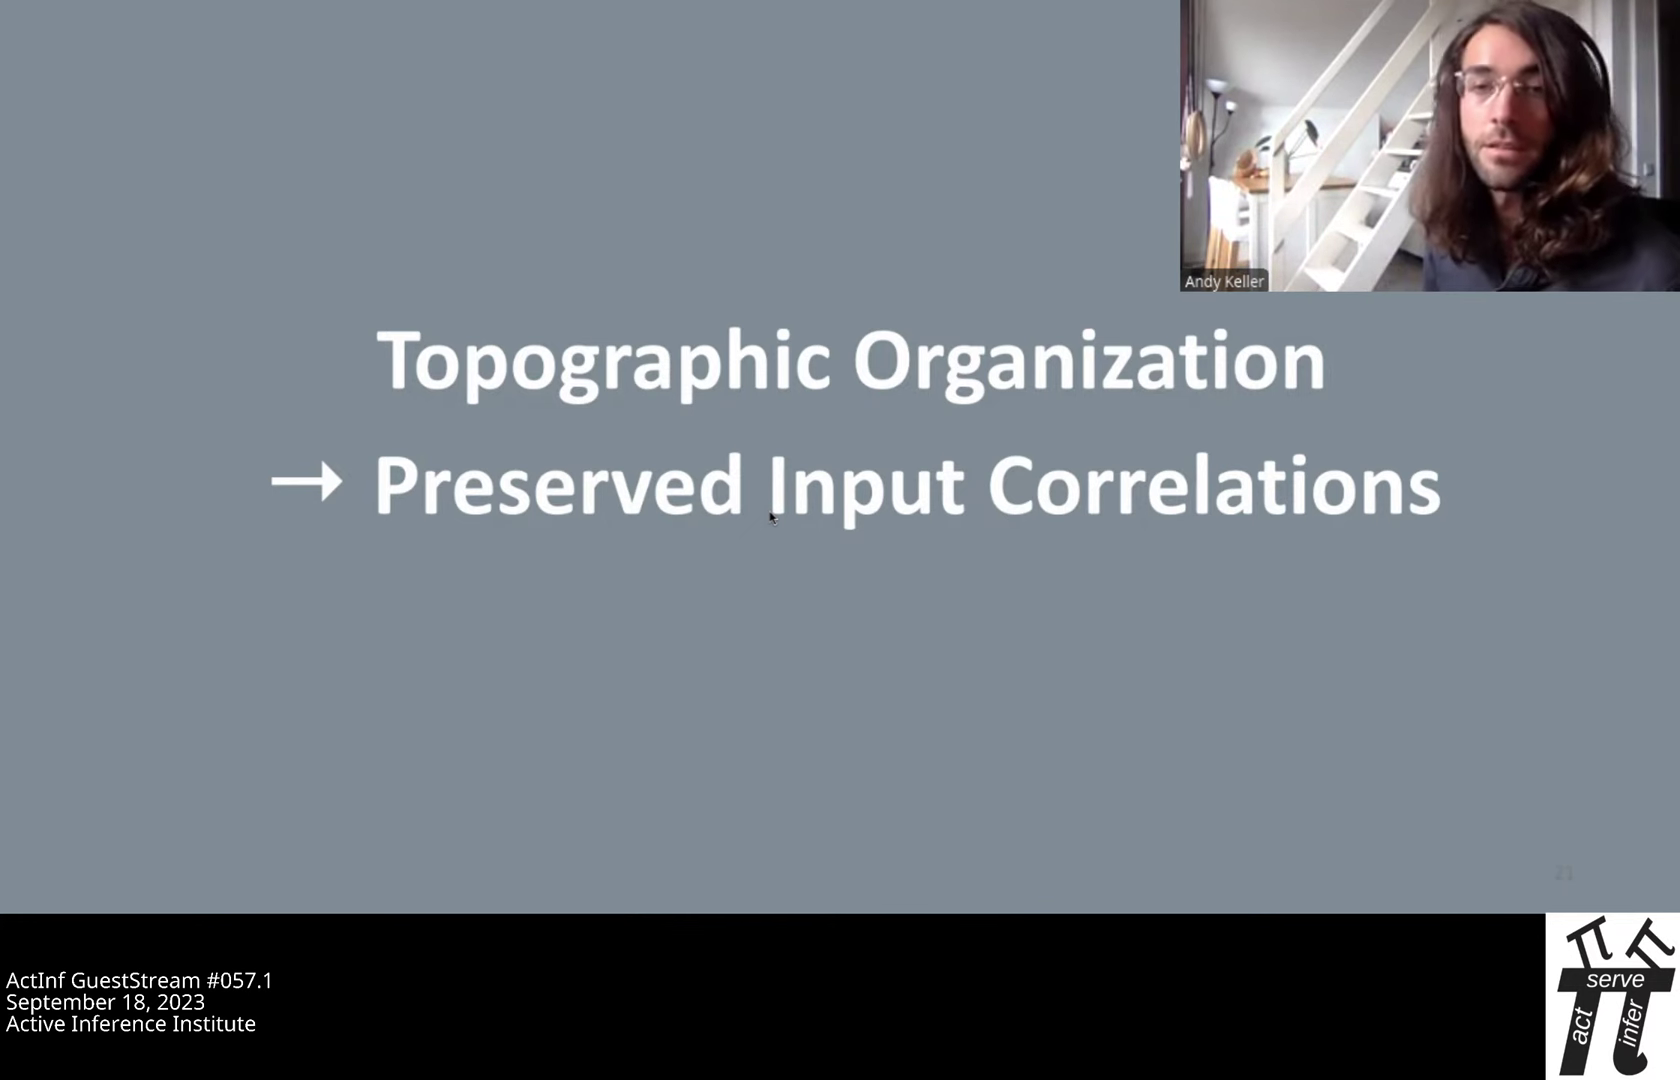 Andy Keller
Topographic Organization
→ Preserved Input Correlations
21
ActInf GuestStream #057.1
September 18, 2023
Active Inference Institute
serve
act
infer